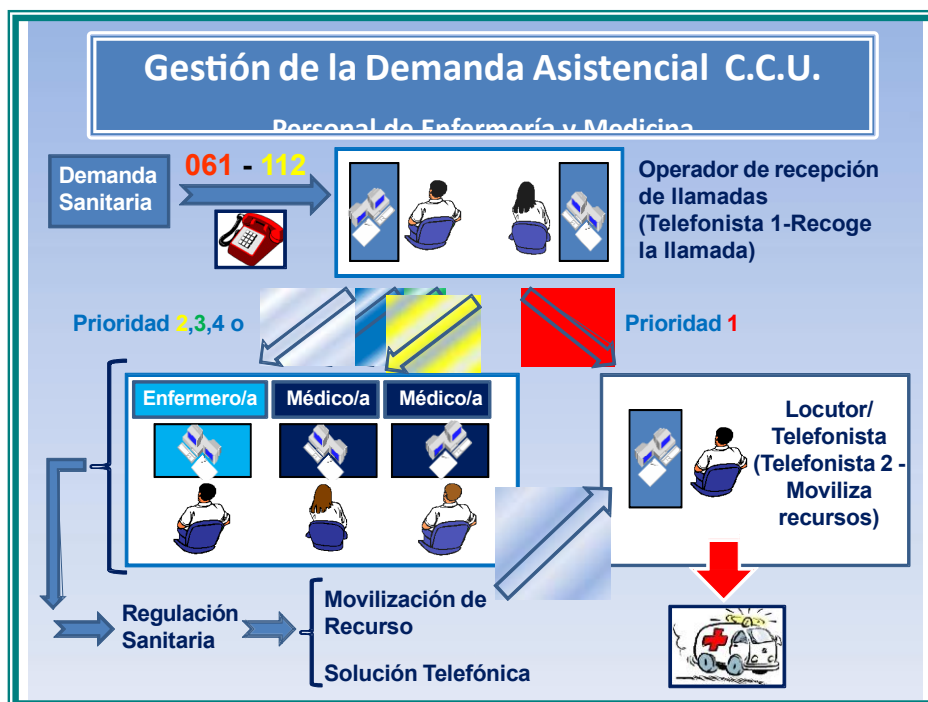 Gestión de la Demanda Asistencial C.C.U.
Personal de Enfermería y Medicina
Demanda
Sanitaria
061 - 112
Operador de recepción
de llamadas
(Telefonista 1-Recoge
la llamada)
Prioridad 2,3,4 o
Prioridad 1
Enfermero/a
Médico/a
Médico/a
Locutor/
Telefonista
(Telefonista 2 -
Moviliza
recursos)
Regulación
Sanitaria
Movilización de
Recurso
Solución Telefónica